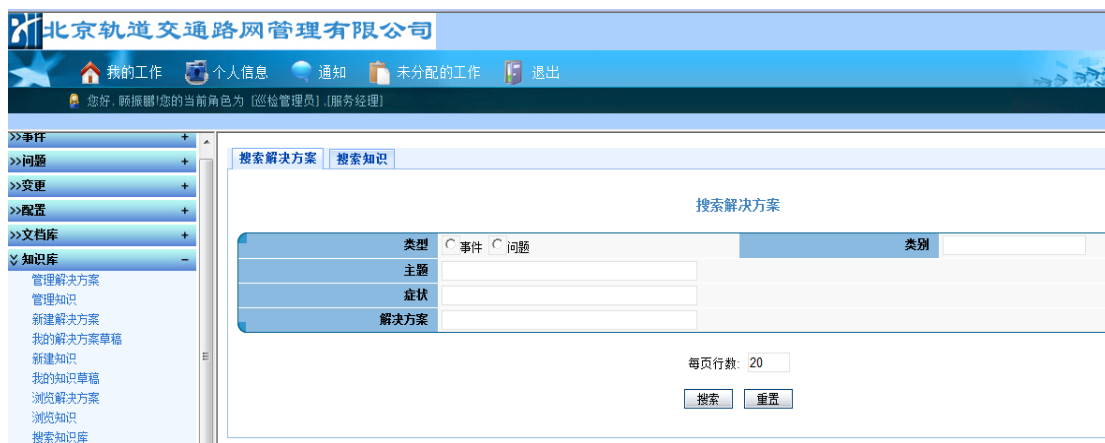 北京轨道交通路网管理有限公司
我的工作 个人信息 通知 未分配的工作 退出
您好,顾振鹏!您的当前角色为 [巡检管理员],[服务经理]
>>事件 +
>>问题 +
>>变更 +
>>配置 +
>>文档库 +
知识库 −
管理解决方案
管理知识
新建解决方案
我的解决方案草稿
新建知识
我的知识草稿
浏览解决方案
浏览知识
搜索知识库
搜索解决方案 搜索知识
搜索解决方案
类型 事件 问题 类别
主题
症状
解决方案
每页行数: 20
搜索 重置